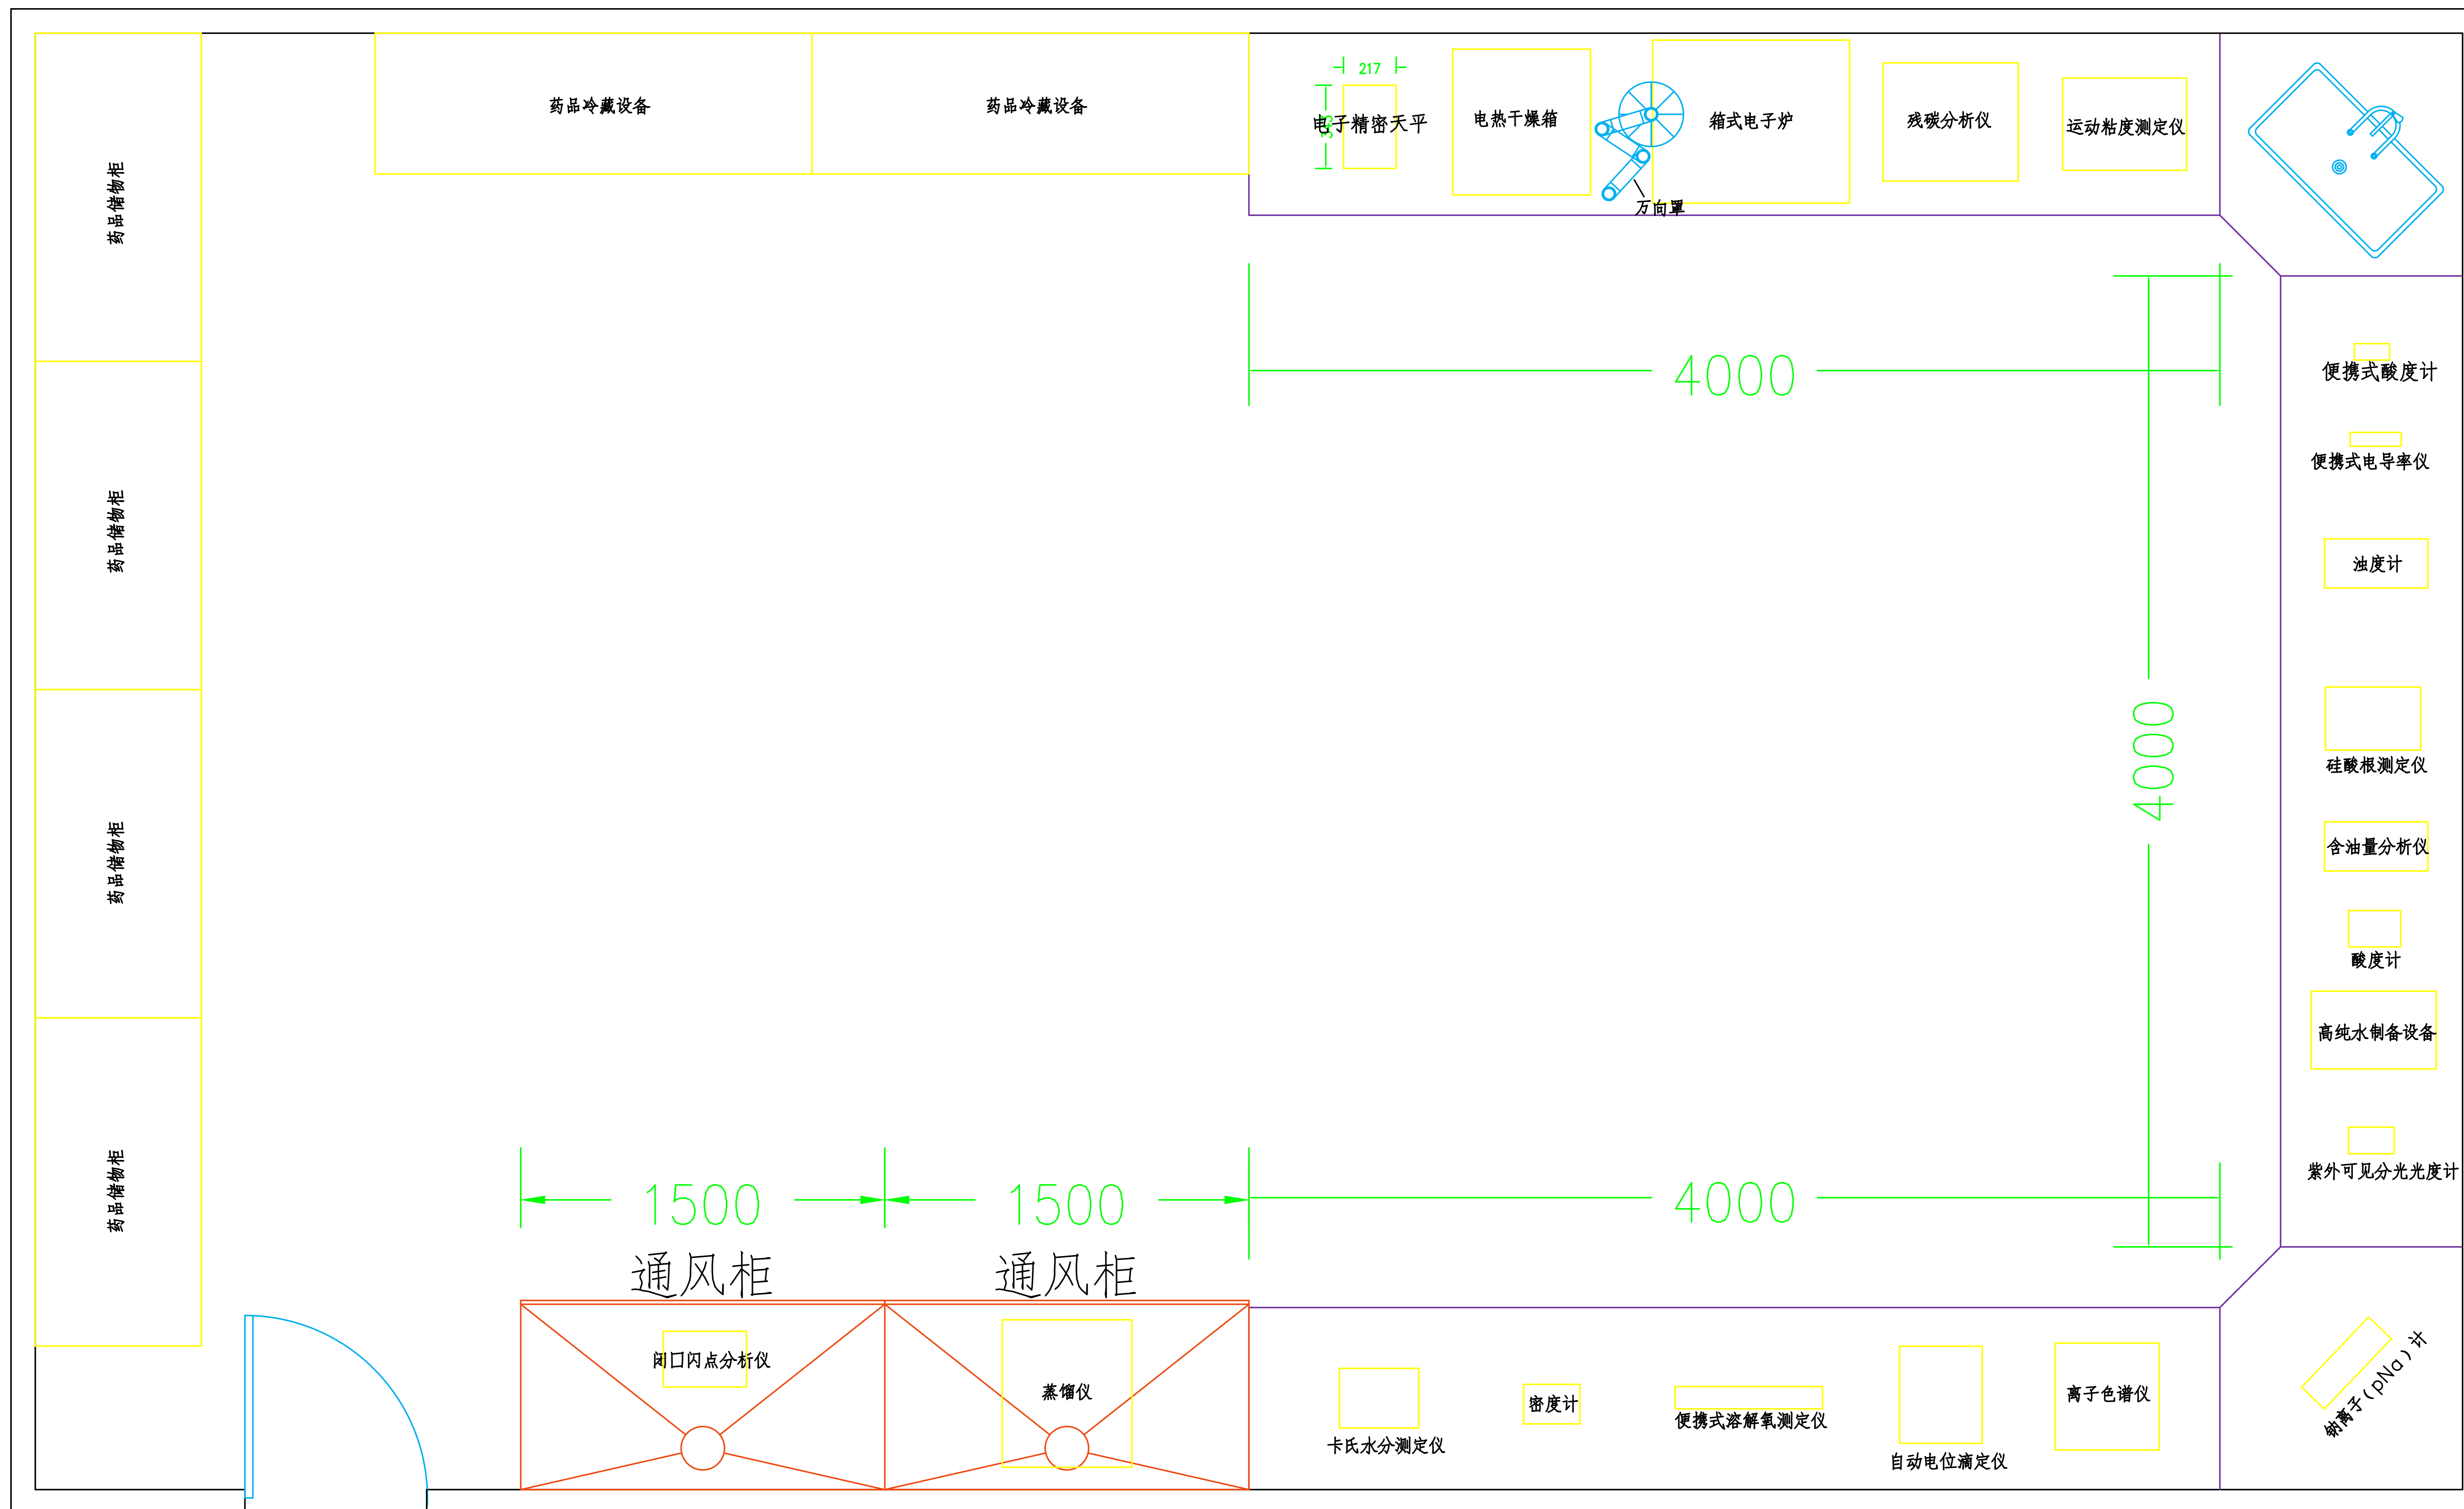 药品冷藏设备
药品冷藏设备
217
电子精密天平
电热干燥箱
箱式电子炉
残碳分析仪
运动粘度测定仪
万向罩
药品储物柜
药品储物柜
药品储物柜
药品储物柜
4000
4000
便携式酸度计
便携式电导率仪
浊度计
硅酸根测定仪
含油量分析仪
酸度计
高纯水制备设备
紫外可见分光光度计
1500
1500
4000
通风柜
通风柜
闭口闪点分析仪
蒸馏仪
卡氏水分测定仪
密度计
便携式溶解氧测定仪
自动电位滴定仪
离子色谱仪
钠离子(pNa)计